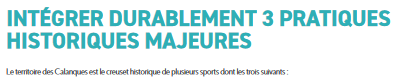 INTÉGRER DURABLEMENT 3 PRATIQUES
HISTORIQUES MAJEURES
Le territoire des Calanques est le creuset historique de plusieurs sports dont les trois suivants :